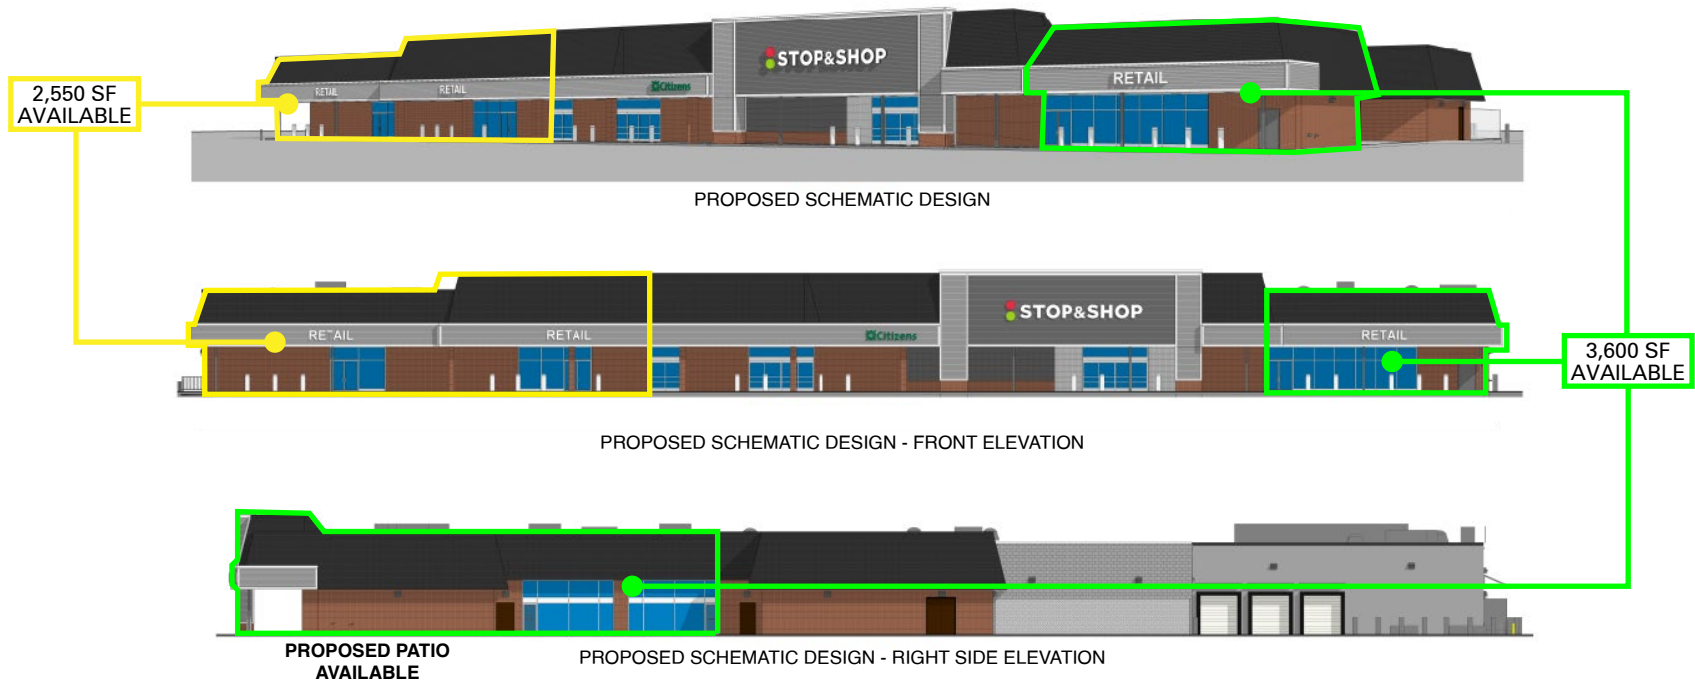 STOP&SHOP
RETAIL
RETAIL
RETAIL
Citizens
2,550 SF
AVAILABLE
PROPOSED SCHEMATIC DESIGN
RETAIL
RETAIL
Citizens
STOP&SHOP
RETAIL
3,600 SF
AVAILABLE
PROPOSED SCHEMATIC DESIGN - FRONT ELEVATION
PROPOSED PATIO
AVAILABLE
PROPOSED SCHEMATIC DESIGN - RIGHT SIDE ELEVATION